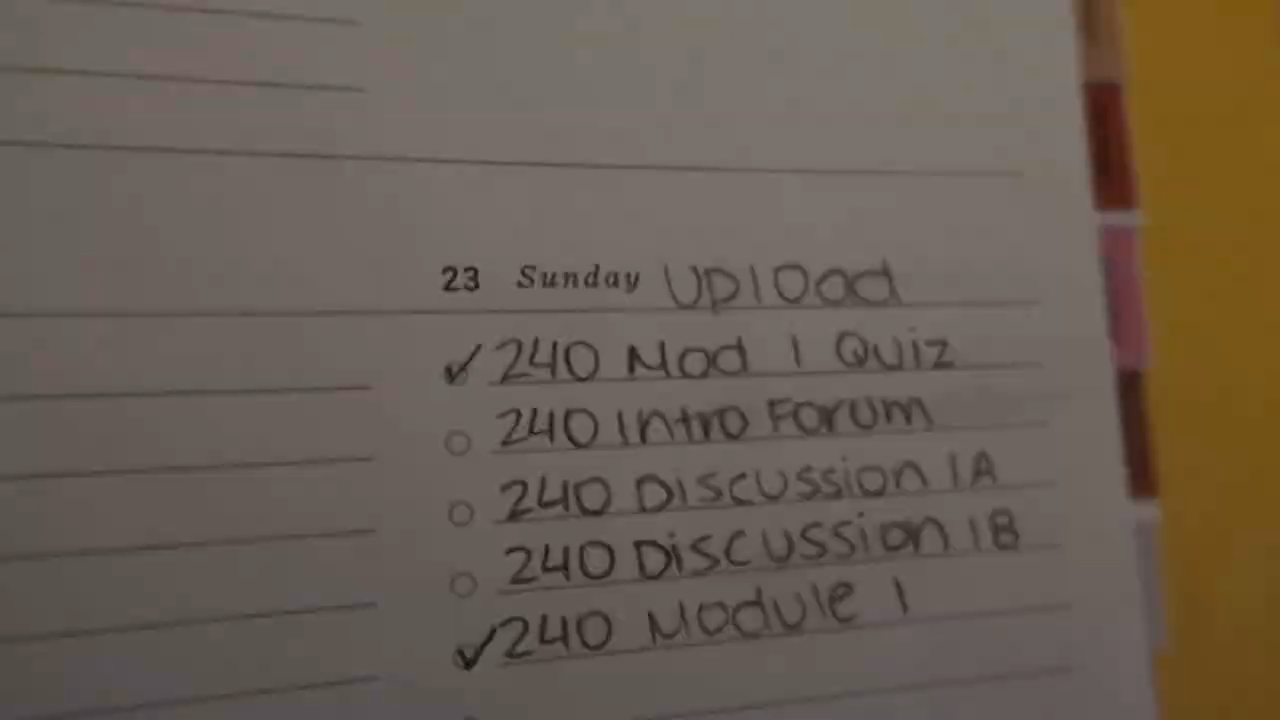 23 Sunday Upload
✓ 240 Mod 1 Quiz
○ 240 Intro Forum
○ 240 Discussion 1A
○ 240 Discussion 1B
✓ 240 Module 1